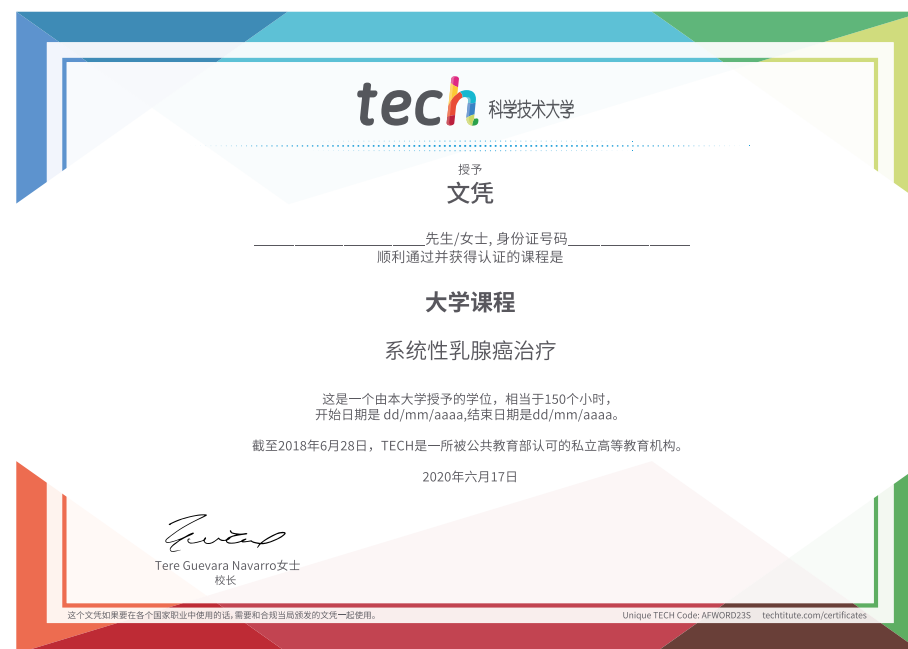 tech 科学技术大学
授予
文凭
____________________先生/女士, 身份证号码______________
顺利通过并获得认证的课程是
大学课程
系统性乳腺癌治疗
这是一个由本大学授予的学位，相当于150个小时，
开始日期是 dd/mm/aaaa,结束日期是dd/mm/aaaa。
截至2018年6月28日，TECH是一所被公共教育部认可的私立高等教育机构。
2020年六月17日
Tere Guevara Navarro女士
校长
这个文凭如果要在各个国家职业中使用的话,需要和合规当局颁发的文凭一起使用。
Unique TECH Code: AFWORD23S techtitute.com/certificates